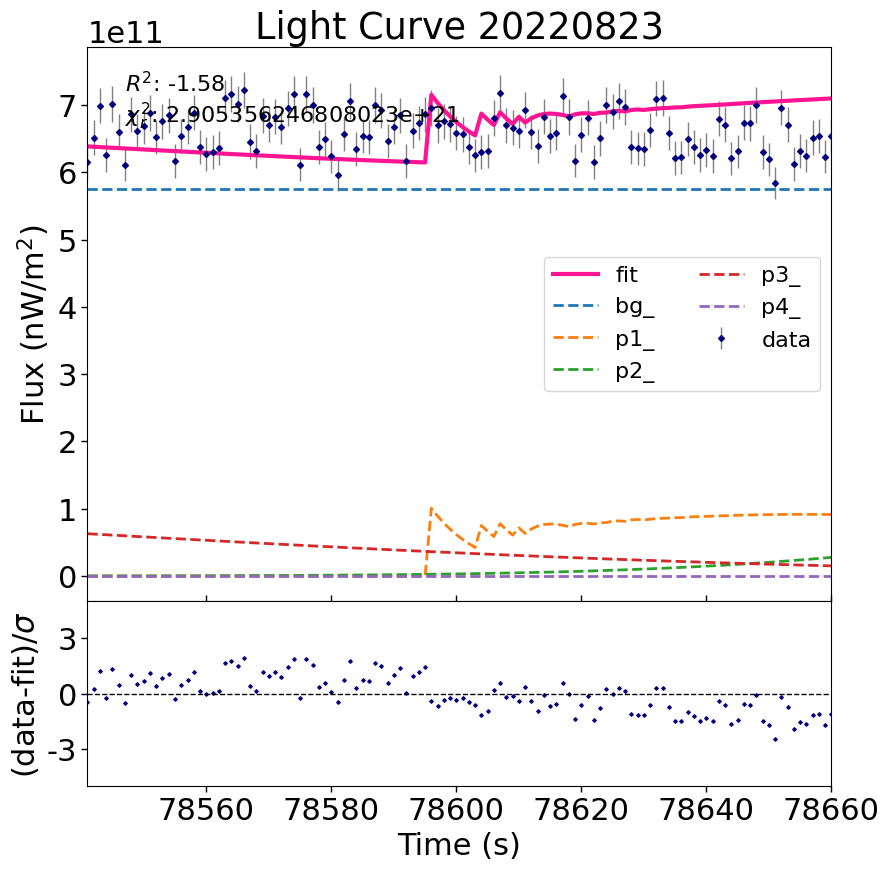 Light Curve 20220823
1e11
R²: -1.58
χ²ᵣ: 2.905356246808023e+21
7
6
5
4
3
2
1
0
Flux (nW/m²)
fit
bg_
p1_
p2_
p3_
p4_
data
3
0
-3
(data-fit)/σ
78560 78580 78600 78620 78640 78660
Time (s)